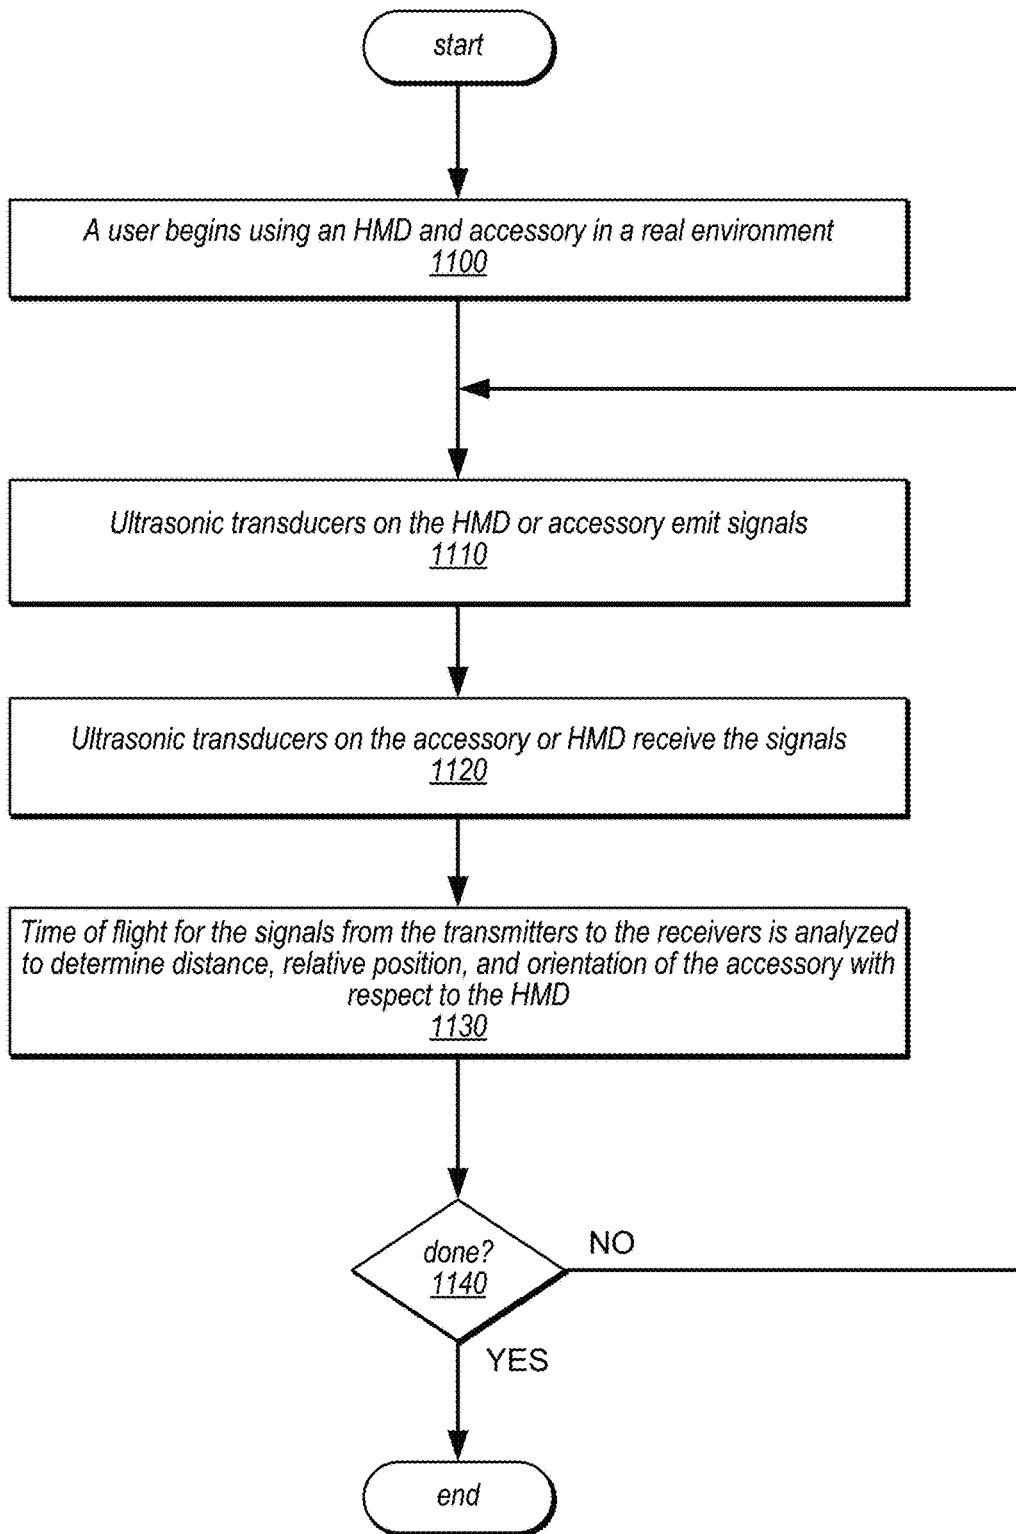 start
A user begins using an HMD and accessory in a real environment
1100
Ultrasonic transducers on the HMD or accessory emit signals
1110
Ultrasonic transducers on the accessory or HMD receive the signals
1120
Time of flight for the signals from the transmitters to the receivers is analyzed
to determine distance, relative position, and orientation of the accessory with
respect to the HMD
1130
done?
1140
NO
YES
end